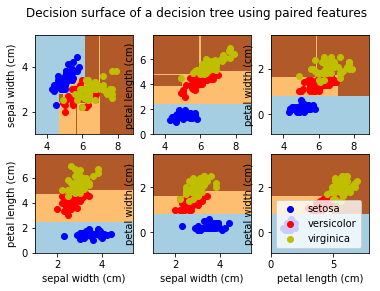 Decision surface of a decision tree using paired features
sepal width (cm)
4
2
4
6
8
petal length (cm)
6
4
2
0
4
6
8
petal width (cm)
2
0
4
6
8
petal length (cm)
6
4
2
0
2
4
sepal width (cm)
petal width (cm)
2
0
2
4
sepal width (cm)
petal width (cm)
2
0
0
5
petal length (cm)
setosa
versicolor
virginica